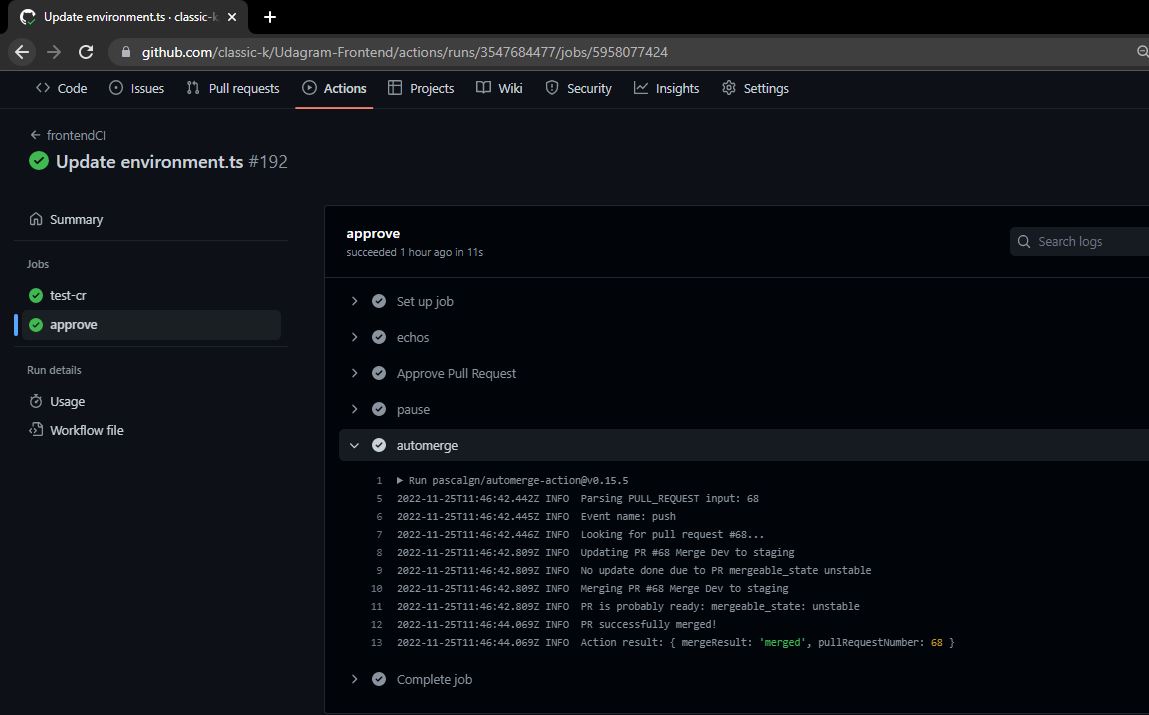 Update environment.ts · classic-k
github.com/classic-k/Udagram-Frontend/actions/runs/3547684477/jobs/5958077424
Code Issues Pull requests Actions Projects Wiki Security Insights Settings
frontendCI
Update environment.ts #192
Summary
Jobs
test-cr
approve
Run details
Usage
Workflow file
approve
succeeded 1 hour ago in 11s
Search logs
Set up job
echos
Approve Pull Request
pause
automerge
1 Run pascalgn/automerge-action@v0.15.5
5 2022-11-25T11:46:42.442Z INFO Parsing PULL_REQUEST input: 68
6 2022-11-25T11:46:42.445Z INFO Event name: push
7 2022-11-25T11:46:42.446Z INFO Looking for pull request #68...
8 2022-11-25T11:46:42.809Z INFO Updating PR #68 Merge Dev to staging
9 2022-11-25T11:46:42.809Z INFO No update done due to PR mergeable_state unstable
10 2022-11-25T11:46:42.809Z INFO Merging PR #68 Merge Dev to staging
11 2022-11-25T11:46:42.809Z INFO PR is probably ready: mergeable_state: unstable
12 2022-11-25T11:46:44.069Z INFO PR successfully merged!
13 2022-11-25T11:46:44.069Z INFO Action result: { mergeResult: 'merged', pullRequestNumber: 68 }
Complete job